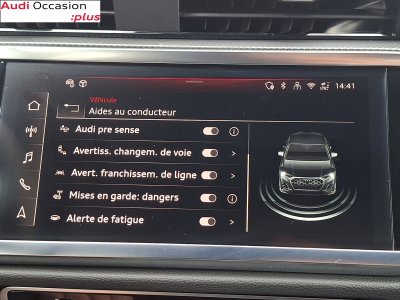 Audi Occasion
:plus
14:41
Véhicule
Aides au conducteur
Audi pre sense
Avertiss. changem. de voie
Avert. franchissem. de ligne
Mises en garde: dangers
Alerte de fatigue